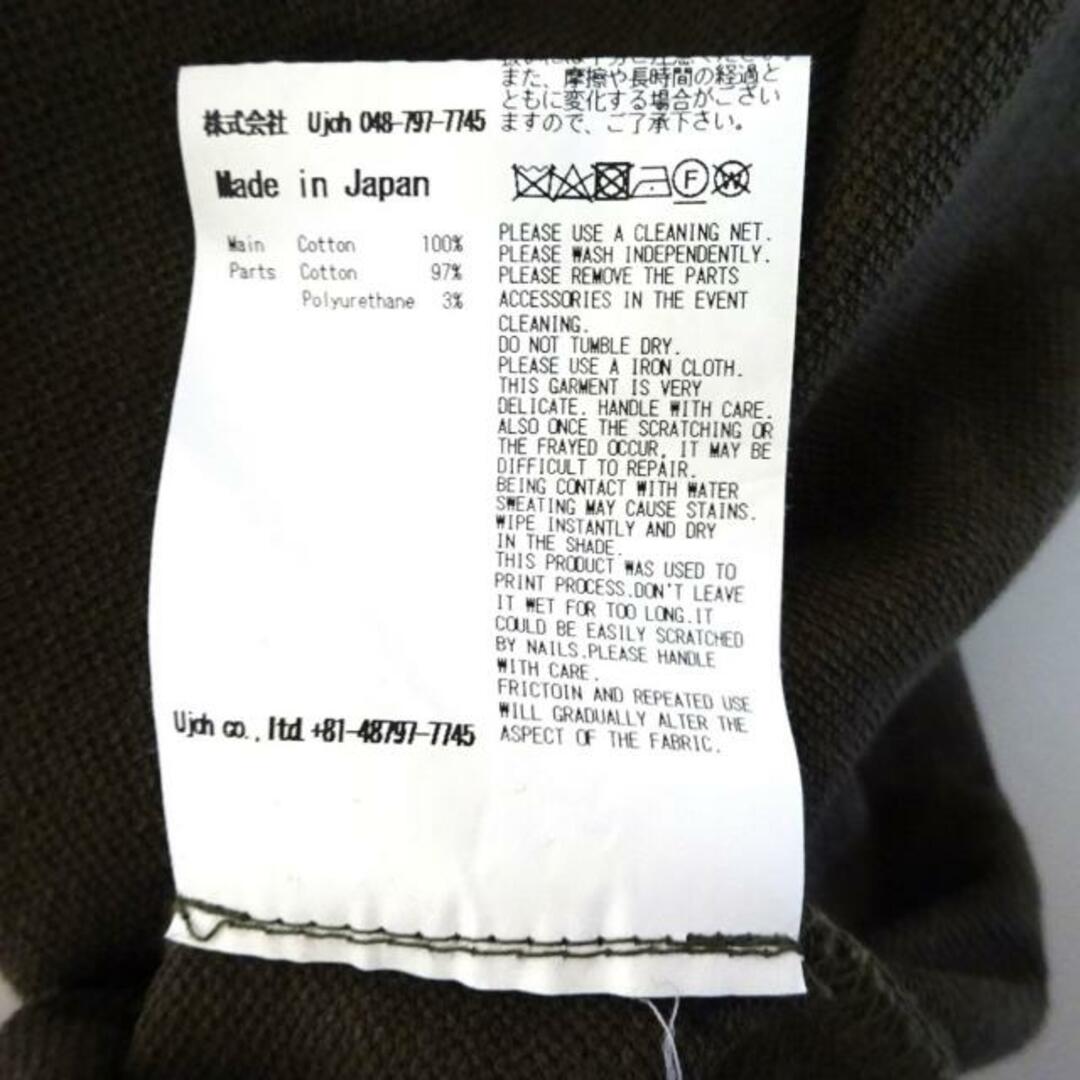 株式会社 Ujoh 048-797-7745
Made in Japan
Main Cotton 100%
Parts Cotton 97%
Polyurethane 3%
Ujoh co., ltd. +81-48797-7745
また、摩擦や長時間の経過と
ともに変化する場合がござい
ますので、ご了承下さい。
F W
PLEASE USE A CLEANING NET.
PLEASE WASH INDEPENDENTLY.
PLEASE REMOVE THE PARTS
ACCESSORIES IN THE EVENT
CLEANING.
DO NOT TUMBLE DRY.
PLEASE USE A IRON CLOTH.
THIS GARMENT IS VERY
DELICATE. HANDLE WITH CARE.
ALSO ONCE THE SCRATCHING OR
THE FRAYED OCCUR, IT MAY BE
DIFFICULT TO REPAIR.
BEING CONTACT WITH WATER
SWEATING MAY CAUSE STAINS.
WIPE INSTANTLY AND DRY
IN THE SHADE.
THIS PRODUCT WAS USED TO
PRINT PROCESS.DON'T LEAVE
IT WET FOR TOO LONG.IT
COULD BE EASILY SCRATCHED
BY NAILS.PLEASE HANDLE
WITH CARE.
FRICTOIN AND REPEATED USE
WILL GRADUALLY ALTER THE
ASPECT OF THE FABRIC.